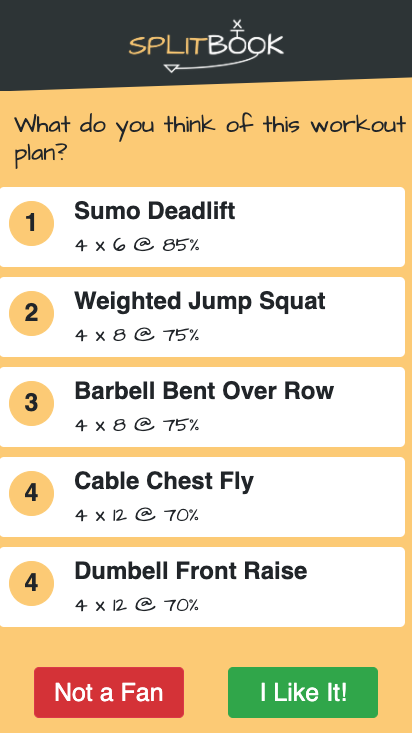 SPLITBOOK
What do you think of this workout
plan?
1
Sumo Deadlift
4 x 6 @ 85%
2
Weighted Jump Squat
4 x 8 @ 75%
3
Barbell Bent Over Row
4 x 8 @ 75%
4
Cable Chest Fly
4 x 12 @ 70%
4
Dumbell Front Raise
4 x 12 @ 70%
Not a Fan
I Like It!